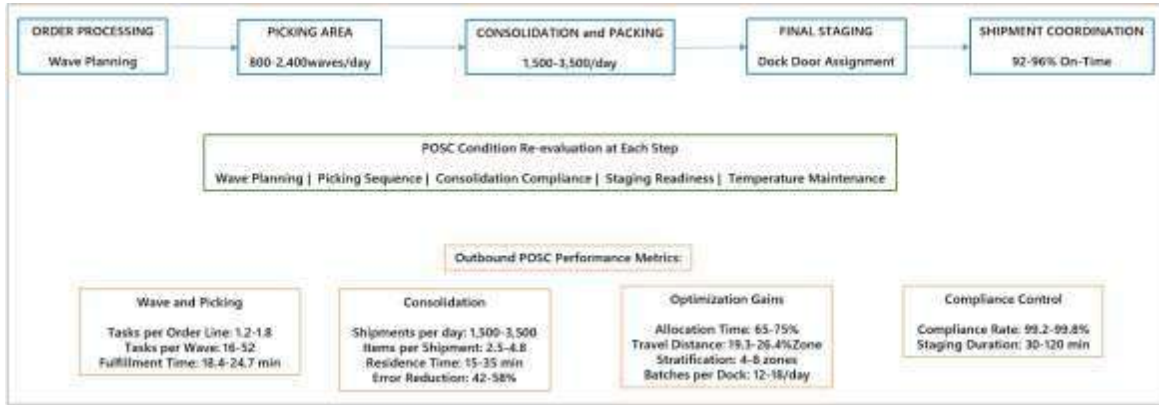 ORDER PROCESSING
Wave Planning
PICKING AREA
800-2,400waves/day
CONSOLIDATION and PACKING
1,500-3,500/day
FINAL STAGING
Dock Door Assignment
SHIPMENT COORDINATION
92-96% On-Time
POSC Condition Re-evaluation at Each Step
Wave Planning | Picking Sequence | Consolidation Compliance | Staging Readiness | Temperature Maintenance
Outbound POSC Performance Metrics:
Wave and Picking
Tasks per Order Line: 1.2-1.8
Tasks per Wave: 16-52
Fulfillment Time: 18.4-24.7 min
Consolidation
Shipments per day: 1,500-3,500
Items per Shipment: 2.5-4.8
Residence Time: 15-35 min
Error Reduction: 42-58%
Optimization Gains
Allocation Time: 65-75%
Travel Distance: 19.3-26.4%Zone
Stratification: 4-8 zones
Batches per Dock: 12-18/day
Compliance Control
Compliance Rate: 99.2-99.8%
Staging Duration: 30-120 min